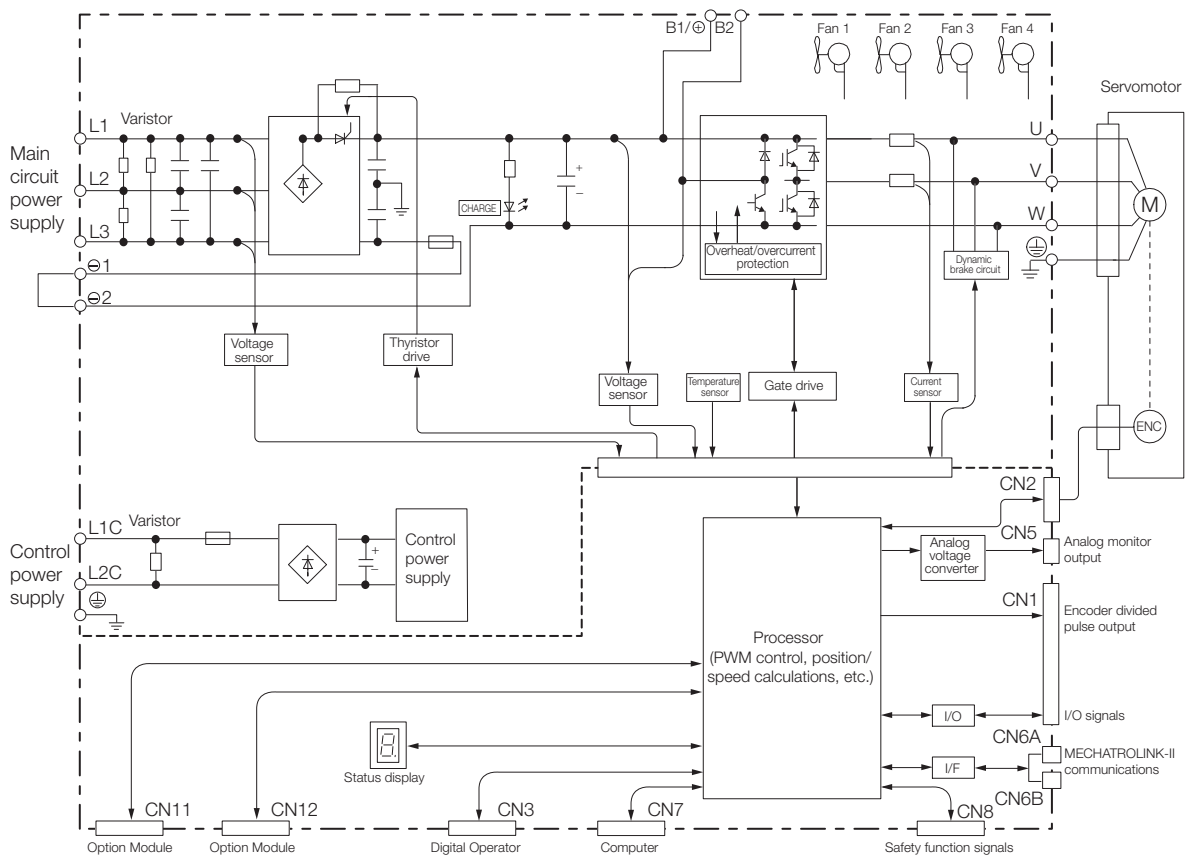 B1/⊕ B2
Fan 1 Fan 2 Fan 3 Fan 4
Servomotor
Main
circuit
power
supply
L1
Varistor
L2
L3
⊖1
⊖2
CHARGE
+
–
Overheat/overcurrent
protection
U
V
W
M
Dynamic
brake circuit
Voltage
sensor
Thyristor
drive
Voltage
sensor
Temperature
sensor
Gate drive
Current
sensor
ENC
Control
power
supply
L1C
Varistor
L2C
+
–
Control
power
supply
CN2
CN5
Analog
voltage
converter
Analog monitor
output
CN1
Encoder divided
pulse output
Processor
(PWM control, position/
speed calculations, etc.)
I/O
I/O signals
CN6A
I/F
MECHATROLINK-II
communications
CN6B
8.
Status display
CN11
Option Module
CN12
Option Module
CN3
Digital Operator
CN7
Computer
CN8
Safety function signals